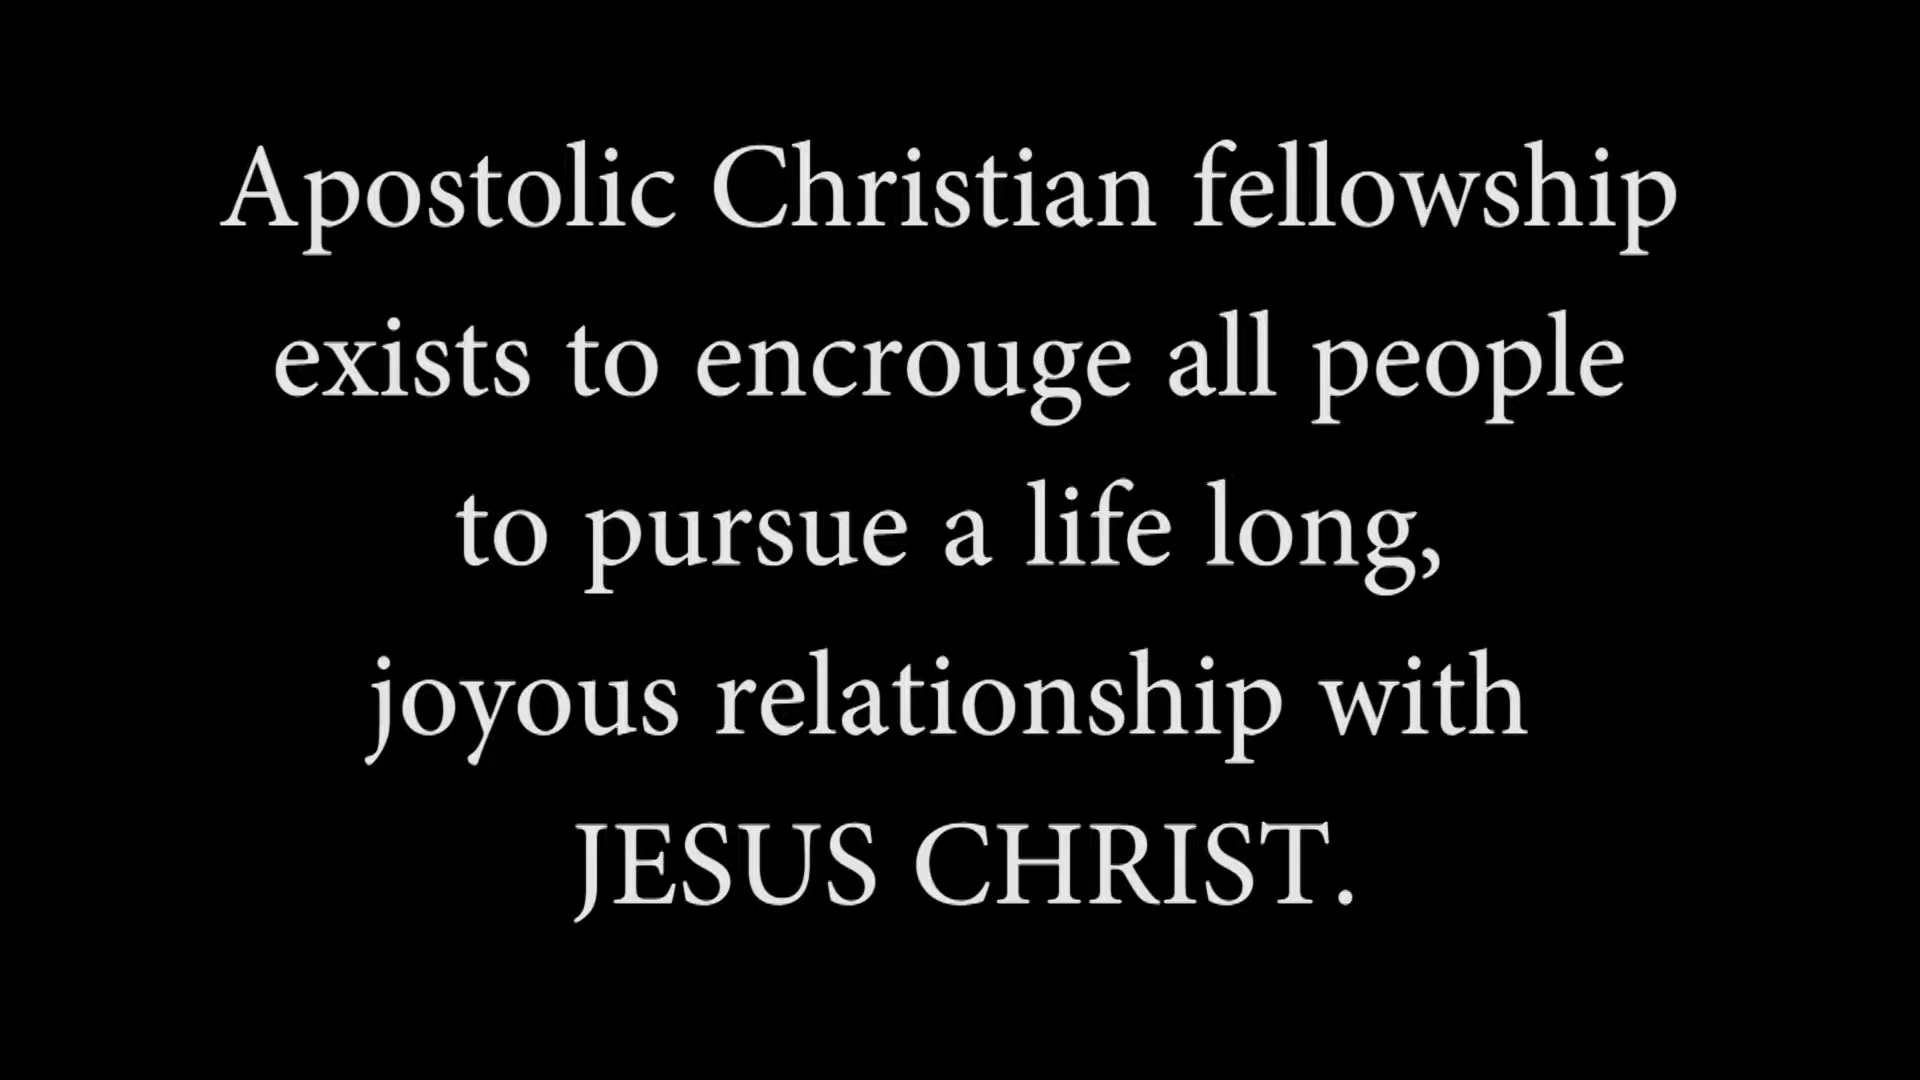 Apostolic Christian fellowship
exists to encrouge all people
to pursue a life long,
joyous relationship with
JESUS CHRIST.